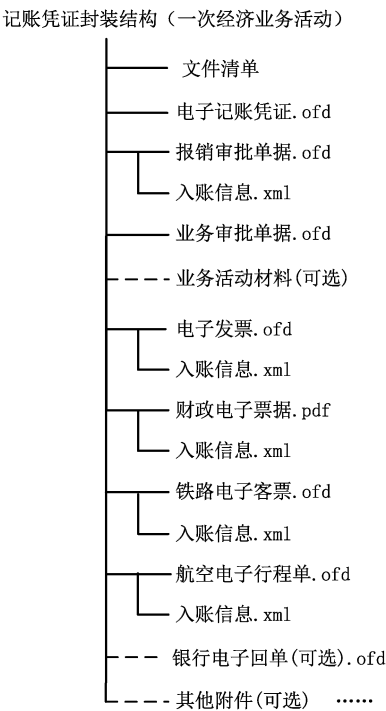 记账凭证封装结构（一次经济业务活动）
文件清单
电子记账凭证.ofd
报销审批单据.ofd
入账信息.xml
业务审批单据.ofd
业务活动材料(可选)
电子发票.ofd
入账信息.xml
财政电子票据.pdf
入账信息.xml
铁路电子客票.ofd
入账信息.xml
航空电子行程单.ofd
入账信息.xml
银行电子回单(可选).ofd
其他附件(可选) ……